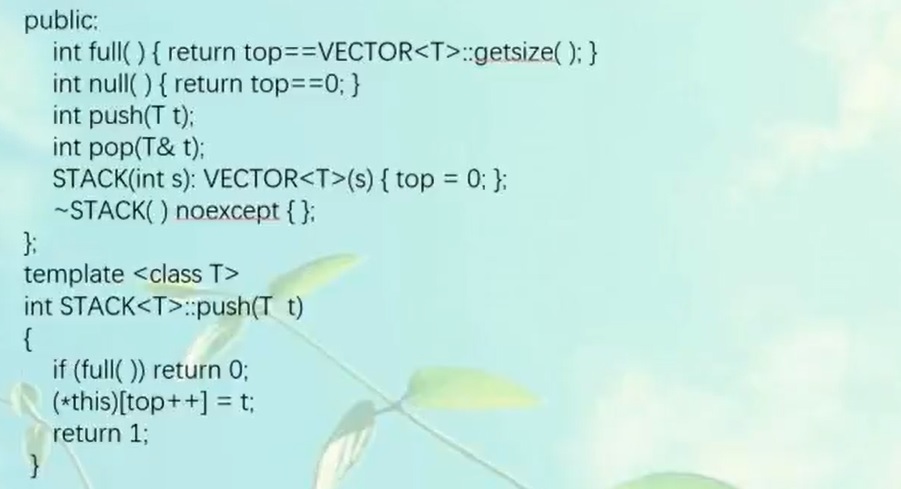 public:
int full( ) { return top==VECTOR<T>::getsize( ); }
int null( ) { return top==0; }
int push(T t);
int pop(T& t);
STACK(int s): VECTOR<T>(s) { top = 0; };
~STACK( ) noexcept { };
};
template <class T>
int STACK<T>::push(T  t)
{
if (full( )) return 0;
(*this)[top++] = t;
return 1;
}